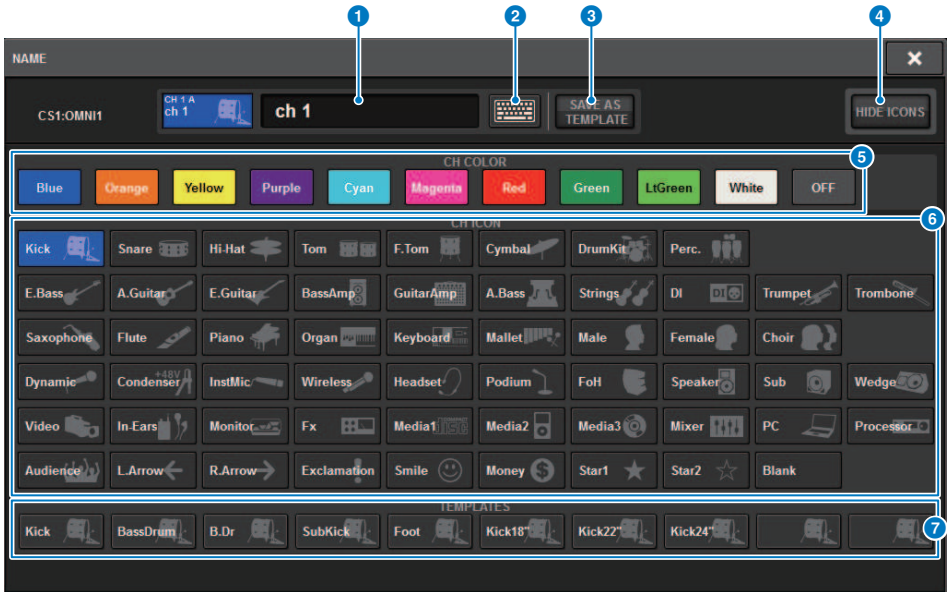 1 2 3 4
NAME
CS1:OMNI1
CH 1 A
ch 1
ch 1
SAVE AS
TEMPLATE
HIDE ICONS
CH COLOR
5
Blue Orange Yellow Purple Cyan Magenta Red Green LtGreen White OFF
CH ICON
6
Kick Snare Hi-Hat Tom F.Tom Cymbal DrumKit Perc.
E.Bass A.Guitar E.Guitar BassAmp GuitarAmp A.Bass Strings DI DI Trumpet Trombone
Saxophone Flute Piano Organ Keyboard Mallet Male Female Choir
Dynamic Condenser +48V InstMic Wireless Headset Podium FoH Speaker Sub Wedge
Video In-Ears Monitor Fx Media1 Media2 Media3 Mixer PC Processor
Audience L.Arrow R.Arrow Exclamation Smile Money $ Star1 Star2 Blank
TEMPLATES
Kick BassDrum B.Dr SubKick Foot Kick18" Kick22" Kick24"
7